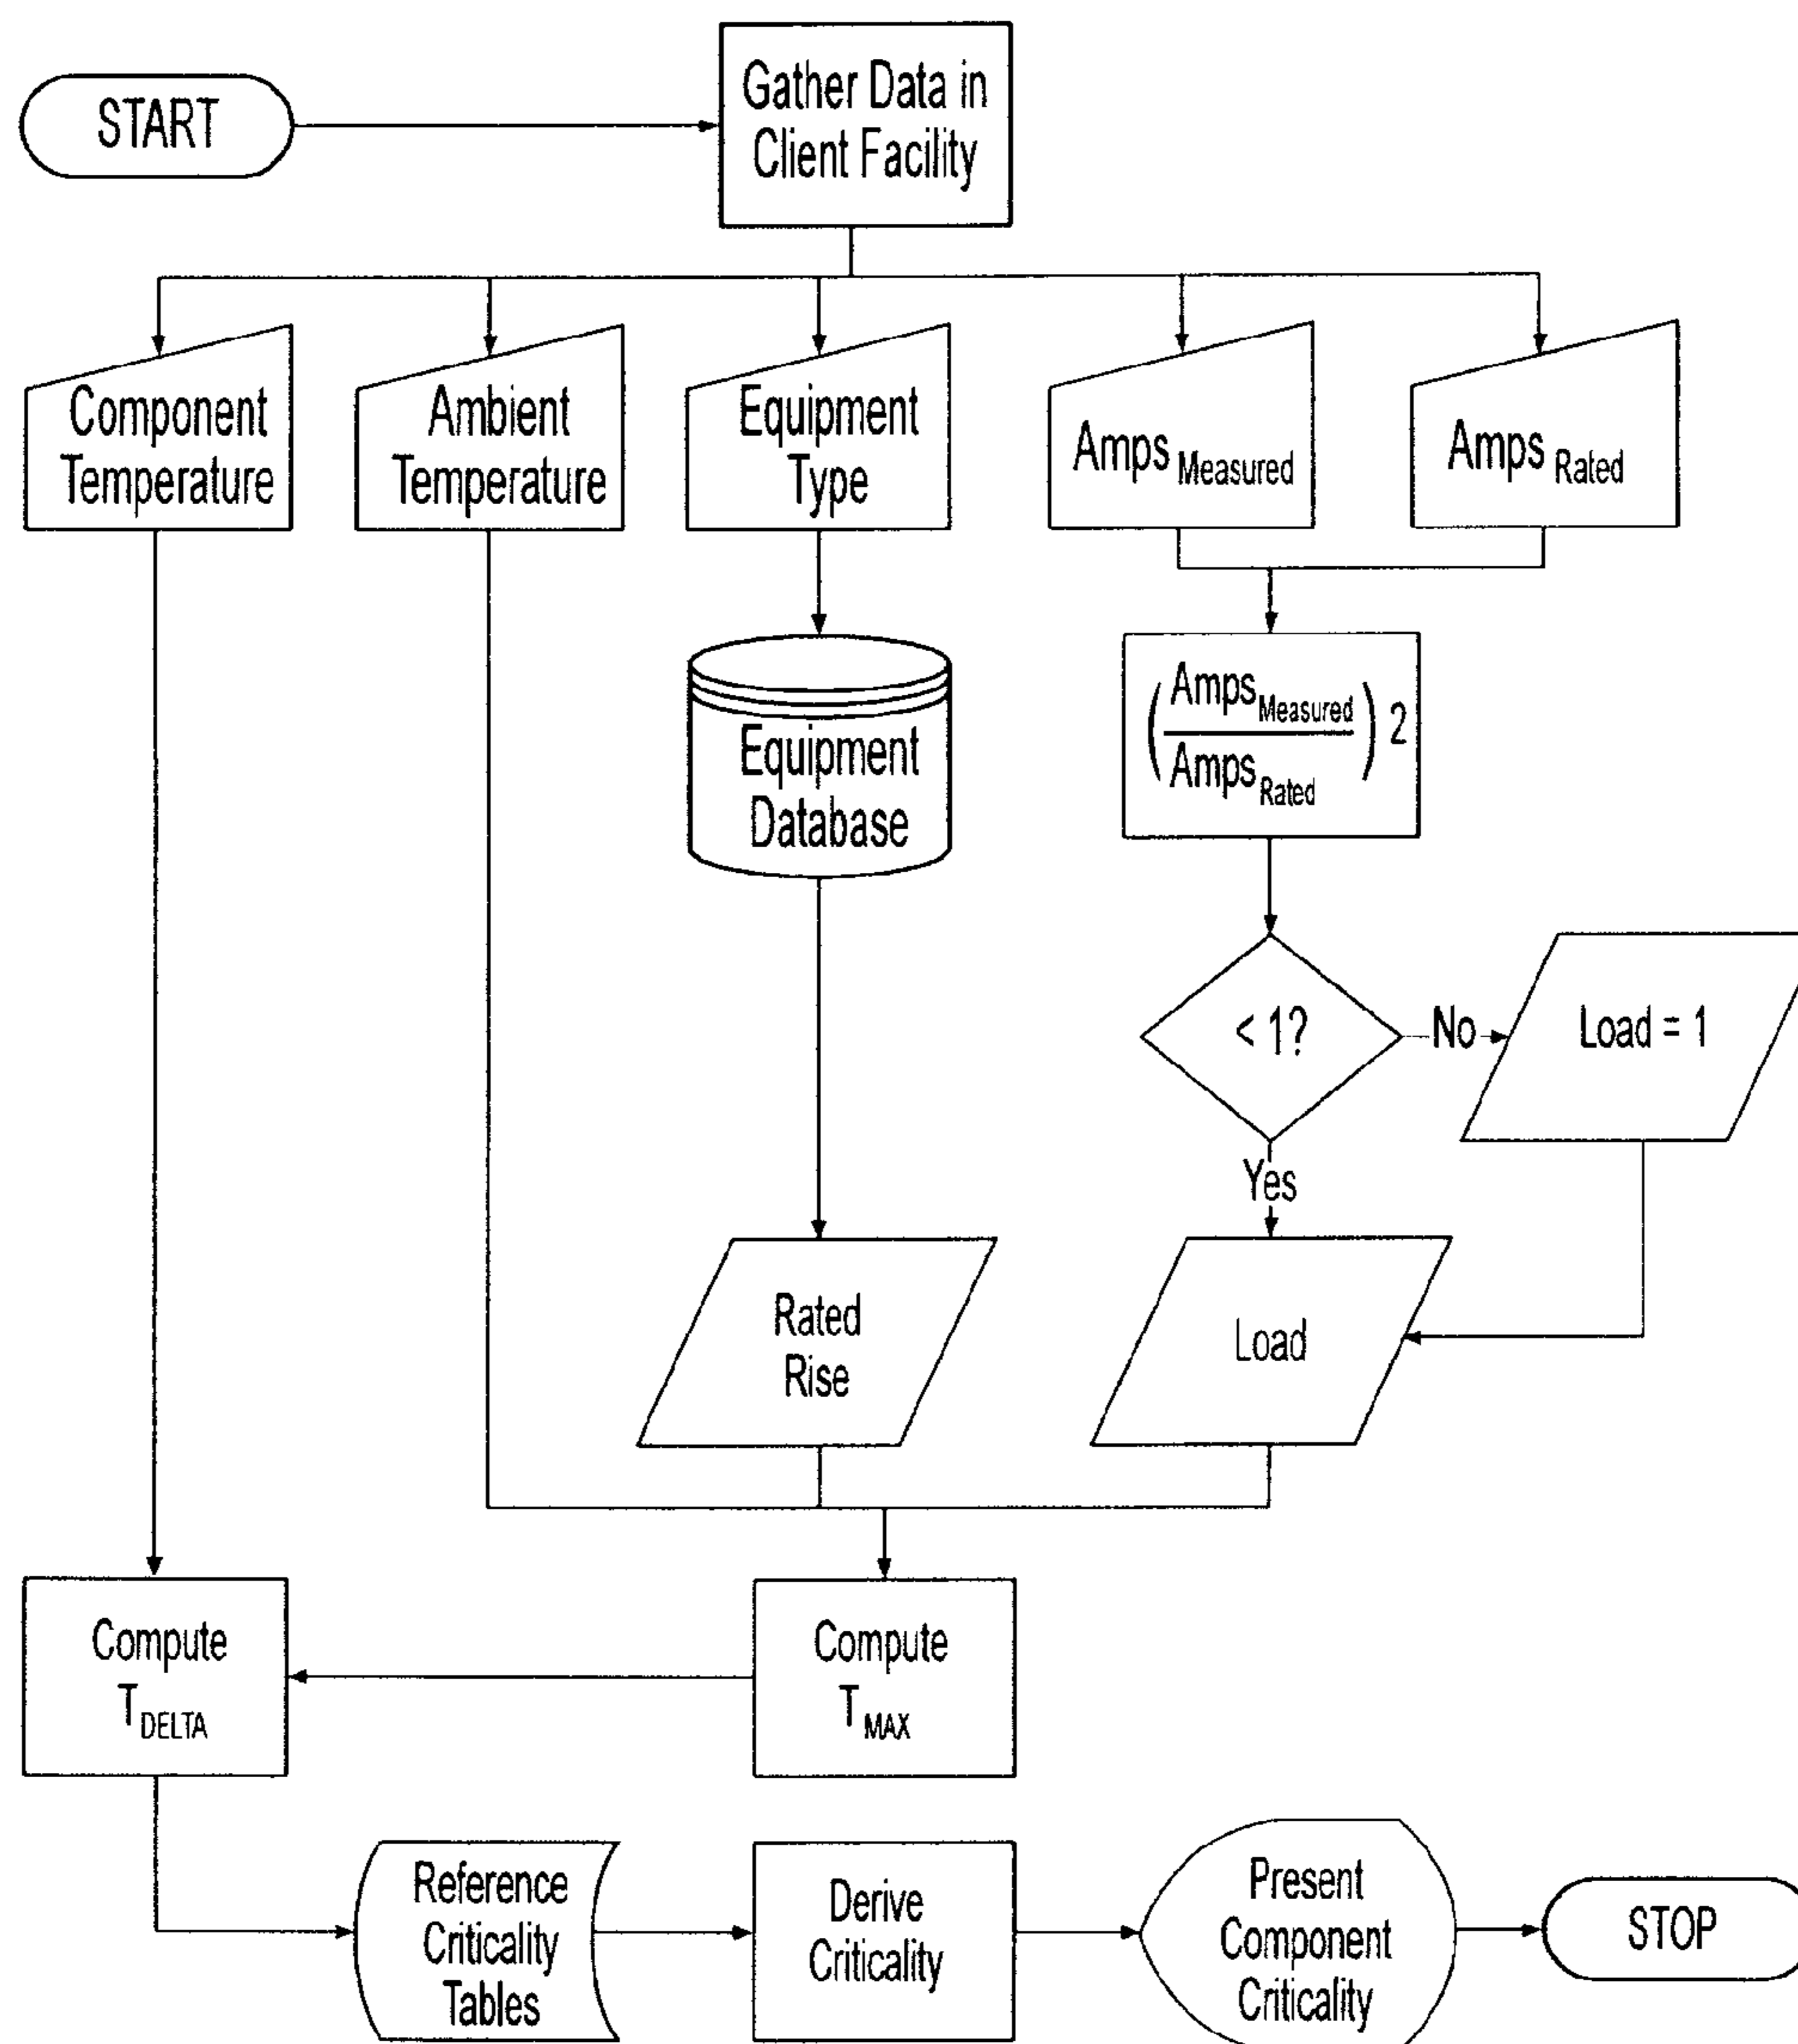 START
Gather Data in
Client Facility
Component
Temperature
Ambient
Temperature
Equipment
Type
Amps Measured
Amps Rated
Equipment
Database
( Amps Measured
Amps Rated ) 2
< 1?
No
Load = 1
Yes
Rated
Rise
Load
Compute
T DELTA
Compute
T MAX
Reference
Criticality
Tables
Derive
Criticality
Present
Component
Criticality
STOP